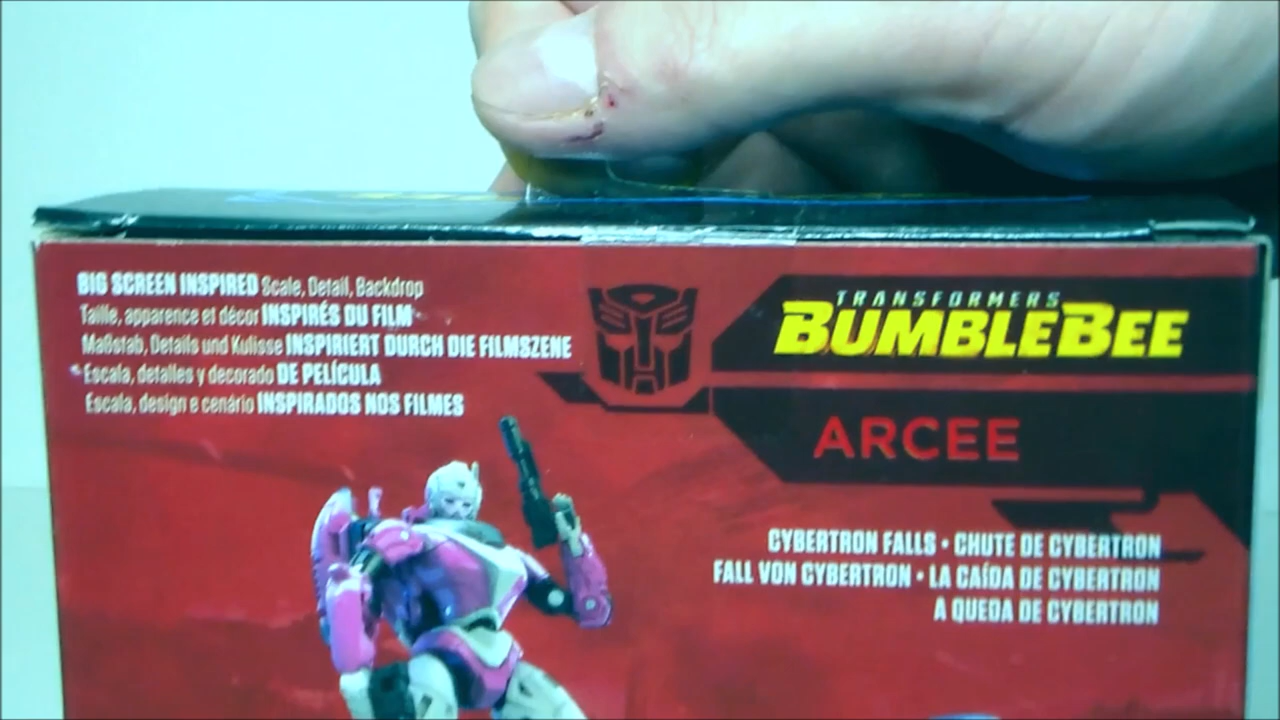 BIG SCREEN INSPIRED Scale, Detail, Backdrop
Taille, apparence et décor INSPIRÉS DU FILM
Maßstab, Details und Kulisse INSPIRIERT DURCH DIE FILMSZENE
Escala, detalles y decorado DE PELÍCULA
Escala, design e cenário INSPIRADOS NOS FILMES
TRANSFORMERS
BUMBLEBEE
ARCEE
CYBERTRON FALLS • CHUTE DE CYBERTRON
FALL VON CYBERTRON • LA CAÍDA DE CYBERTRON
A QUEDA DE CYBERTRON